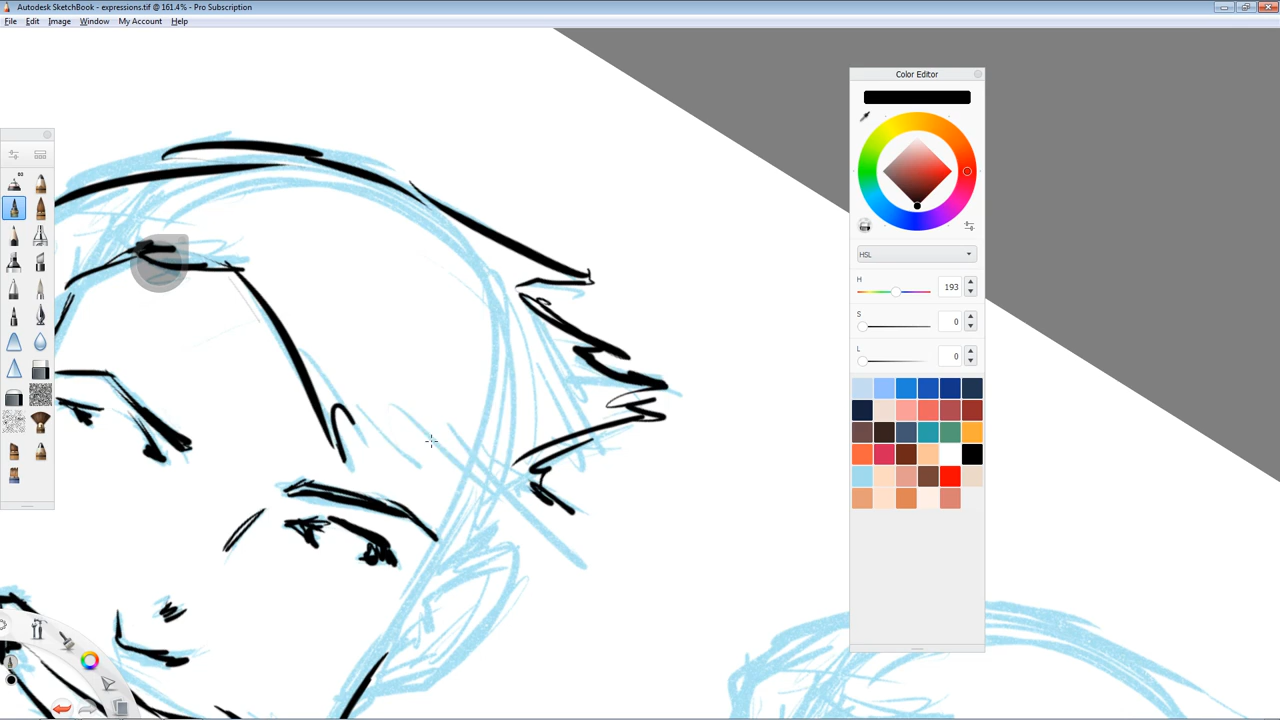 Autodesk SketchBook - expressions.tif @ 161.4% - Pro Subscription
File Edit Image Window My Account Help
Color Editor
HSL
H
193
S
0
L
0